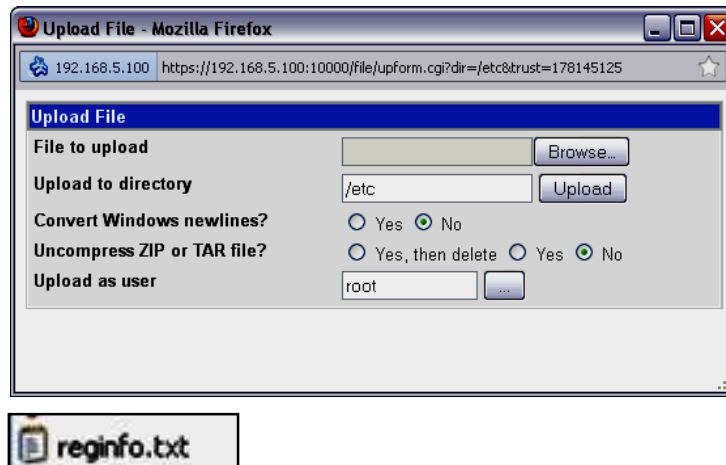 Upload File - Mozilla Firefox
192.168.5.100 https://192.168.5.100:10000/file/upform.cgi?dir=/etc&trust=178145125
Upload File
File to upload Browse...
Upload to directory /etc Upload
Convert Windows newlines? Yes No
Uncompress ZIP or TAR file? Yes, then delete Yes No
Upload as user root ...
reginfo.txt